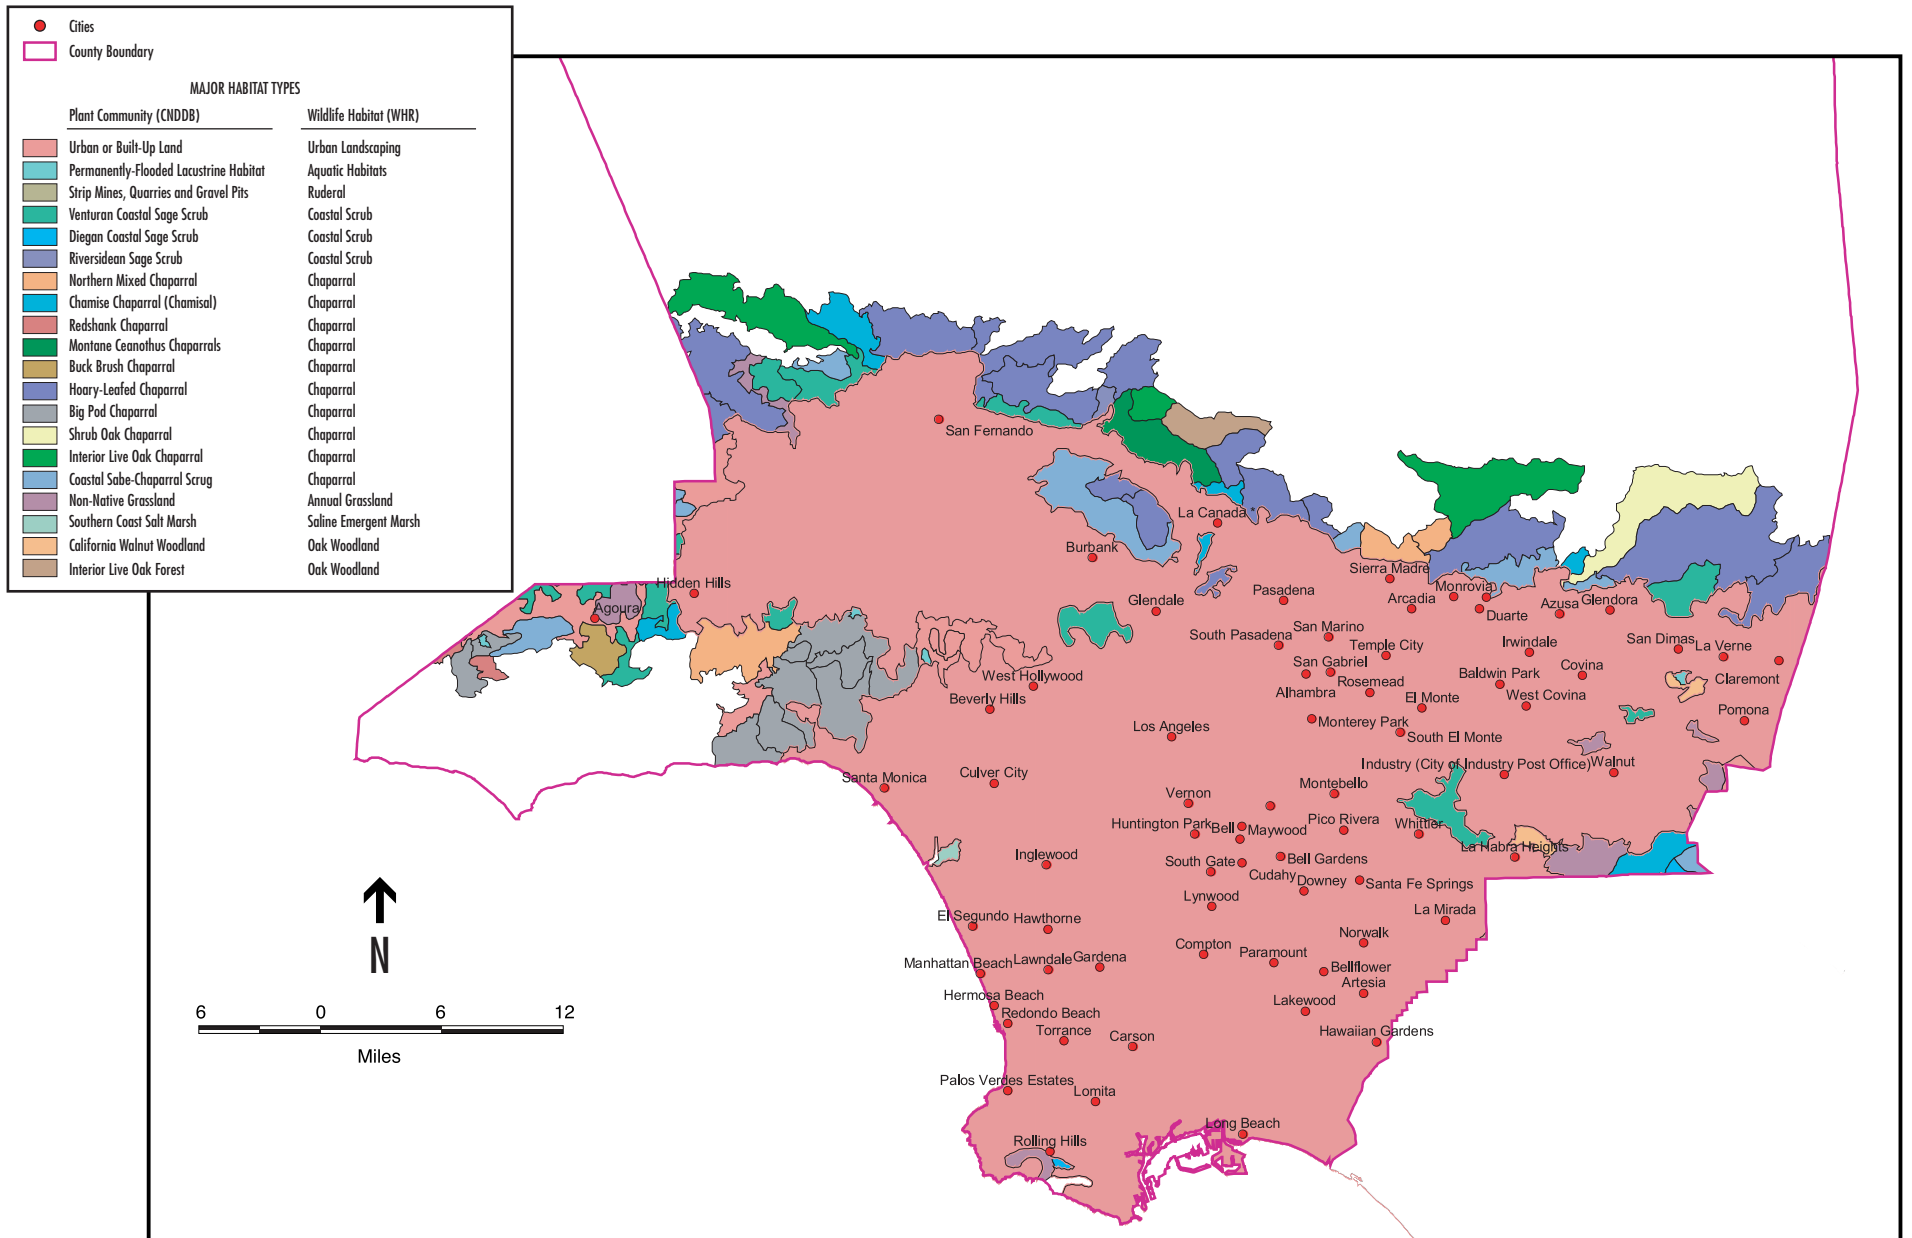 Cities
County Boundary
MAJOR HABITAT TYPES
Plant Community (CNDDB) Wildlife Habitat (WHR)
Urban or Built-Up Land Urban Landscaping
Permanently-Flooded Lacustrine Habitat Aquatic Habitats
Strip Mines, Quarries and Gravel Pits Ruderal
Venturan Coastal Sage Scrub Coastal Scrub
Diegan Coastal Sage Scrub Coastal Scrub
Riversidean Sage Scrub Coastal Scrub
Northern Mixed Chaparral Chaparral
Chamise Chaparral (Chamisal) Chaparral
Redshank Chaparral Chaparral
Montane Ceanothus Chaparrals Chaparral
Buck Brush Chaparral Chaparral
Hoary-Leafed Chaparral Chaparral
Big Pod Chaparral Chaparral
Shrub Oak Chaparral Chaparral
Interior Live Oak Chaparral Chaparral
Coastal Sabe-Chaparral Scrug Chaparral
Non-Native Grassland Annual Grassland
Southern Coast Salt Marsh Saline Emergent Marsh
California Walnut Woodland Oak Woodland
Interior Live Oak Forest Oak Woodland
San Fernando
La Canada *
Burbank
Sierra Madre
Hidden Hills
Pasadena
Monrovia
Agoura
Glendale
Arcadia
Duarte
Azusa
Glendora
South Pasadena
San Marino
Temple City
Irwindale
San Dimas
La Verne
San Gabriel
Covina
West Hollywood
Alhambra
Rosemead
Baldwin Park
Claremont
Beverly Hills
El Monte
West Covina
Pomona
Los Angeles
Monterey Park
South El Monte
Industry (City of Industry Post Office)
Walnut
Santa Monica
Culver City
Vernon
Montebello
Huntington Park
Bell
Maywood
Pico Rivera
Whittier
La Habra Heights
Inglewood
South Gate
Bell Gardens
Cudahy
Downey
Santa Fe Springs
Lynwood
La Mirada
El Segundo
Hawthorne
Norwalk
Compton
Paramount
Manhattan Beach
Lawndale
Gardena
Bellflower
Artesia
Hermosa Beach
Lakewood
Redondo Beach
Torrance
Carson
Hawaiian Gardens
Palos Verdes Estates
Lomita
Long Beach
Rolling Hills
N
6 0 6 12
Miles